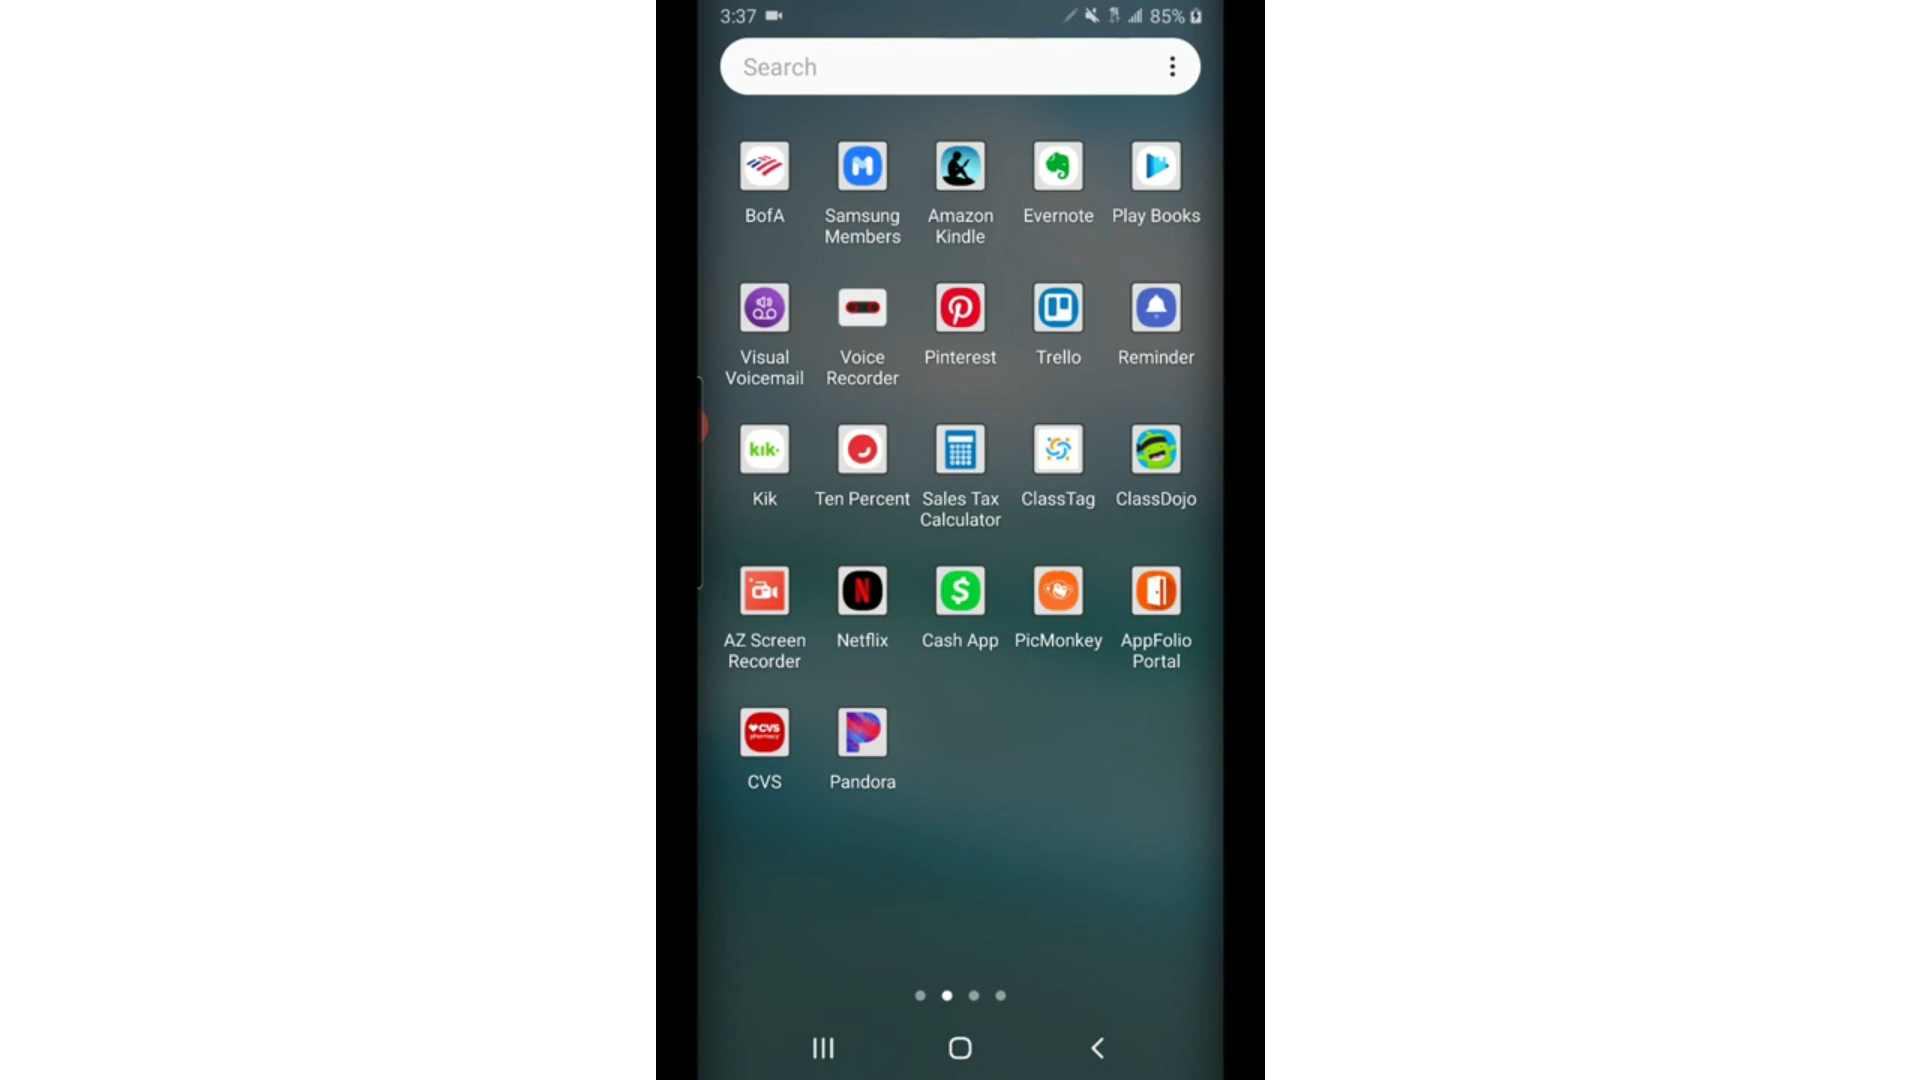 3:37
85%
Search
BofA
Samsung
Members
Amazon
Kindle
Evernote
Play Books
Visual
Voicemail
Voice
Recorder
Pinterest
Trello
Reminder
kik
Kik
Ten Percent
Sales Tax
Calculator
ClassTag
ClassDojo
AZ Screen
Recorder
N
Netflix
$
Cash App
PicMonkey
AppFolio
Portal
CVS
pharmacy
CVS
Pandora